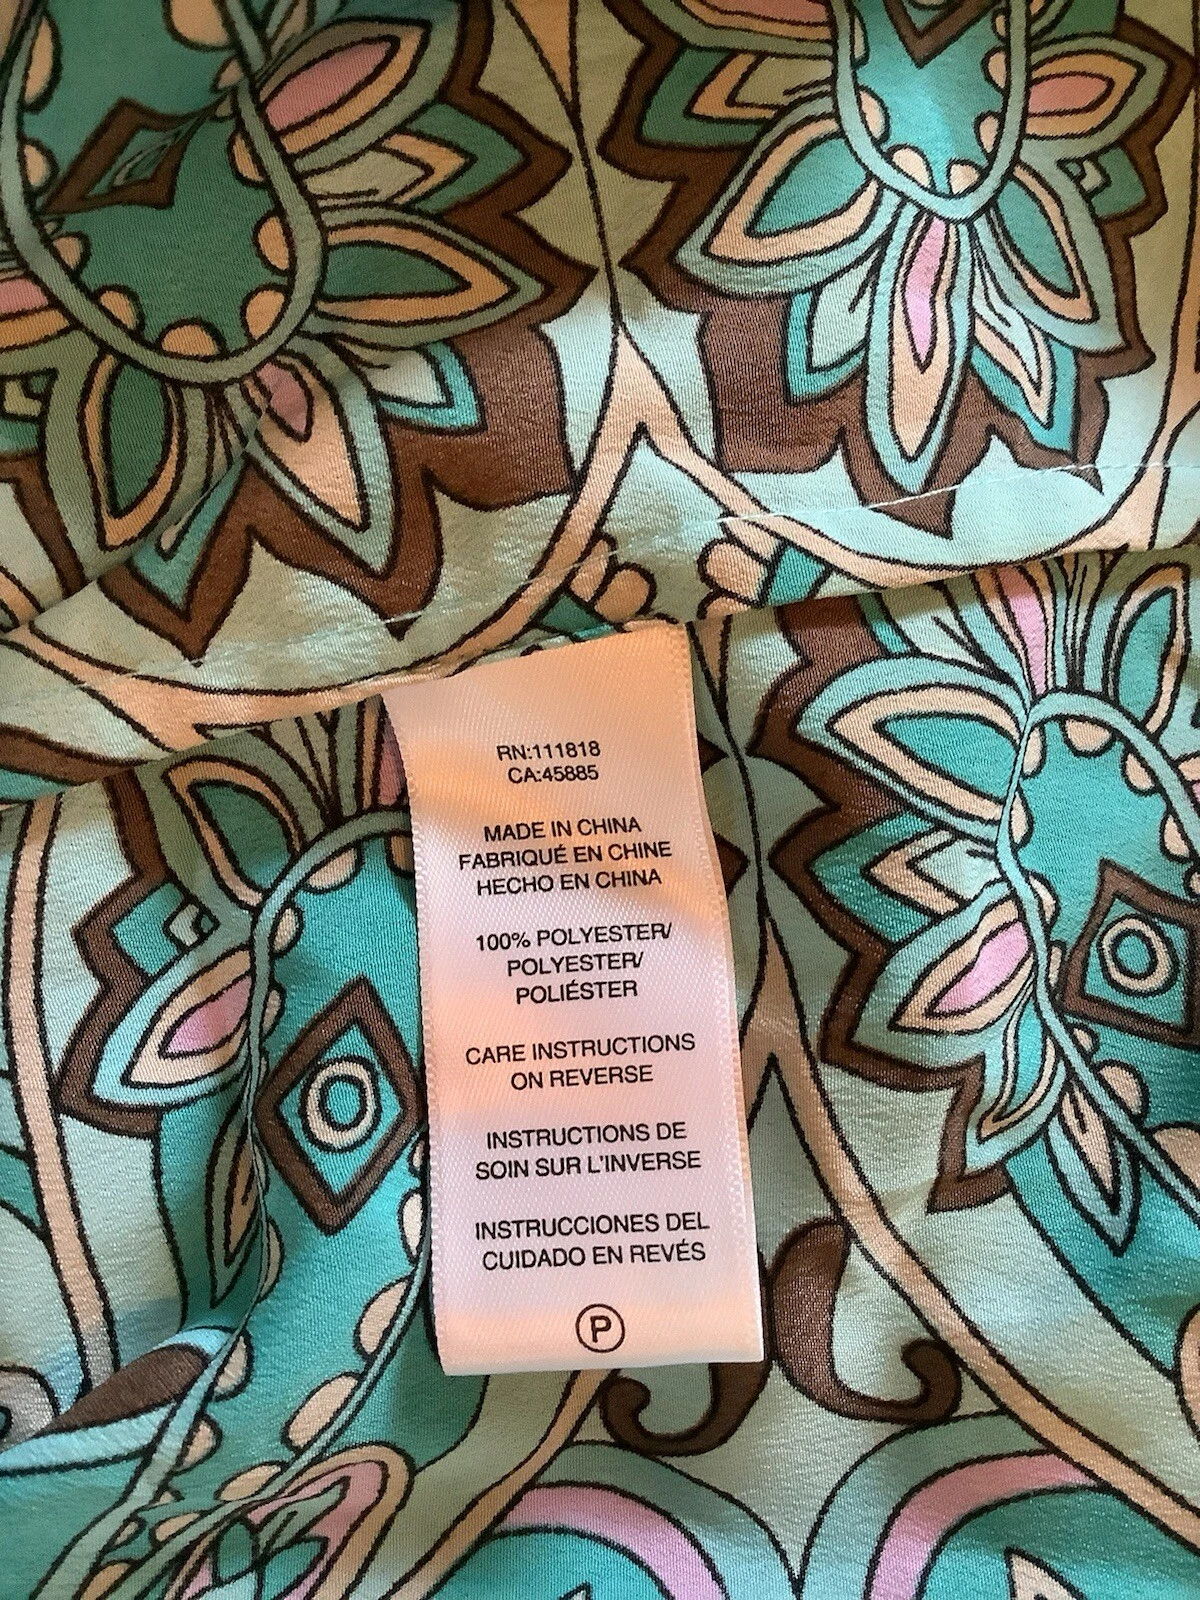 RN:111818
CA:45885
MADE IN CHINA
FABRIQUÉ EN CHINE
HECHO EN CHINA
100% POLYESTER/
POLYESTER/
POLIÉSTER
CARE INSTRUCTIONS
ON REVERSE
INSTRUCTIONS DE
SOIN SUR L'INVERSE
INSTRUCCIONES DEL
CUIDADO EN REVÉS
P